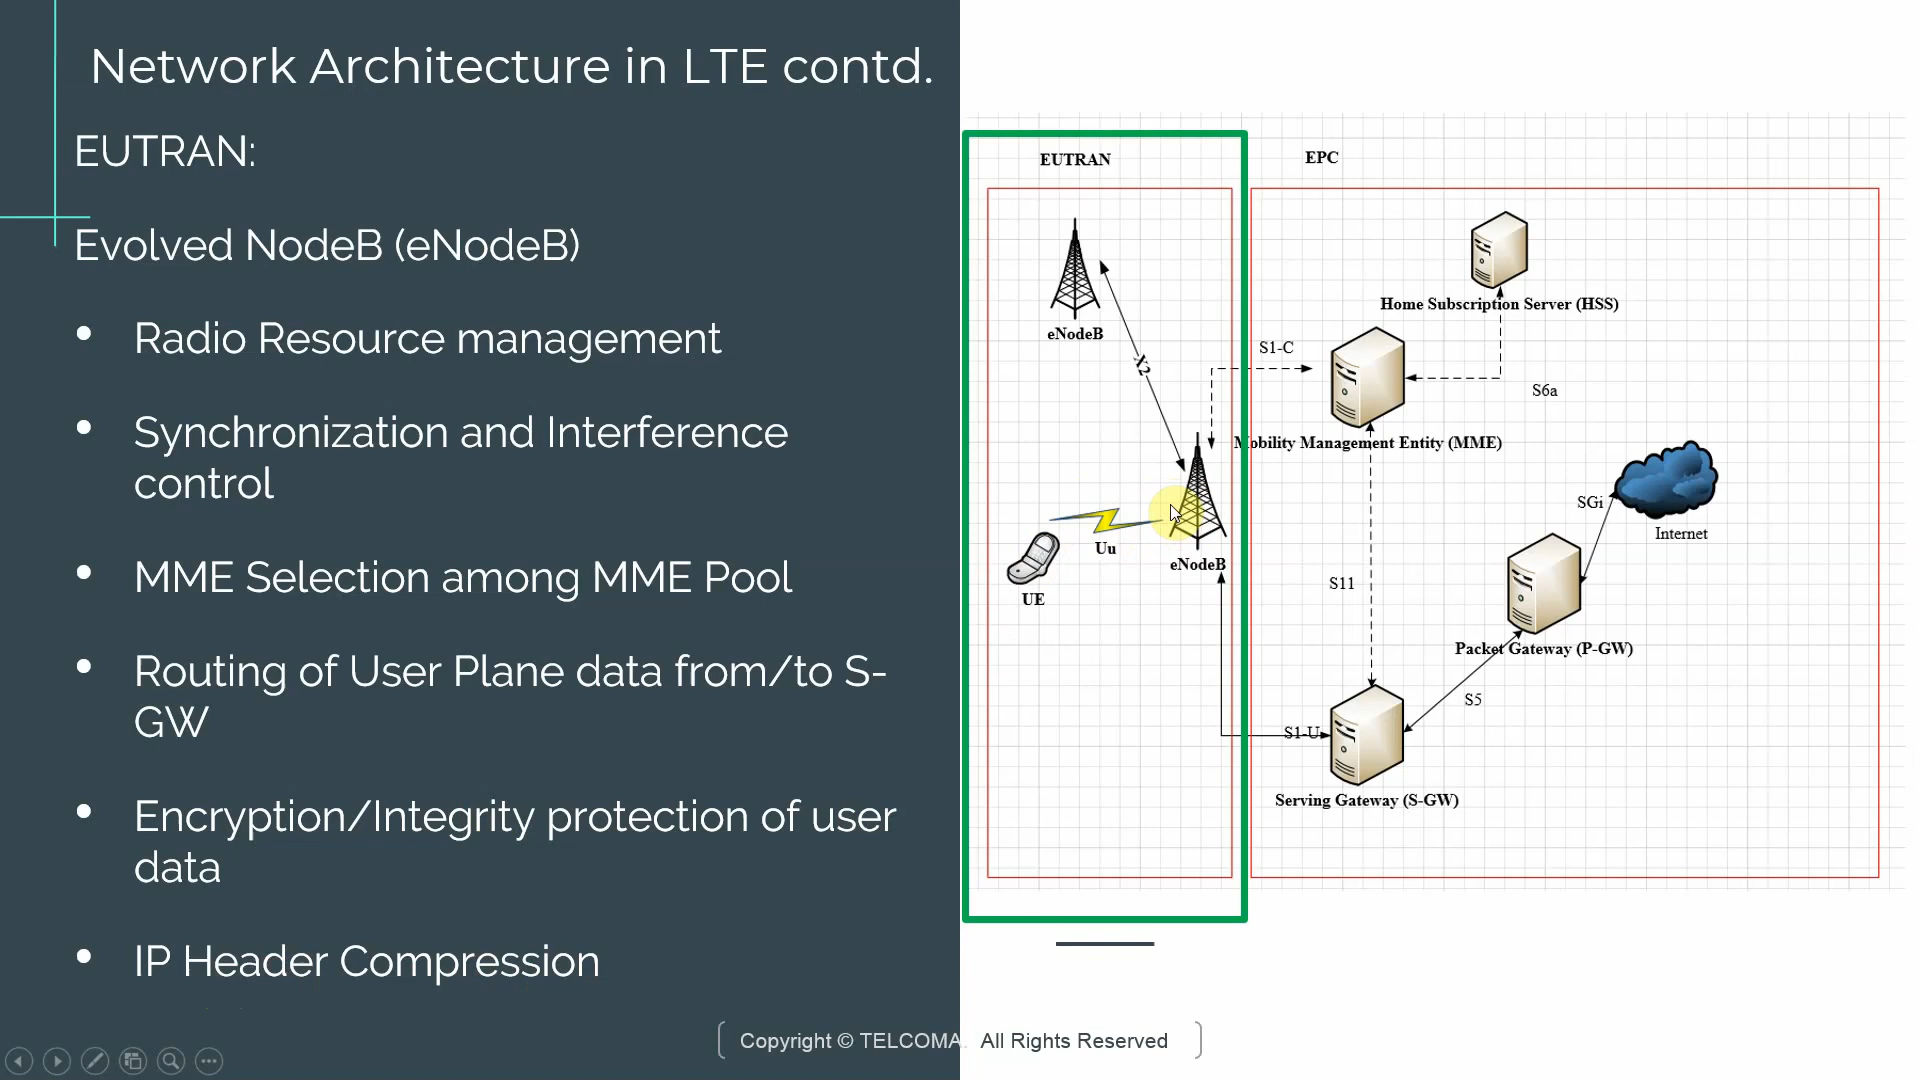 Network Architecture in LTE contd.
EUTRAN:
Evolved NodeB (eNodeB)
• Radio Resource management
• Synchronization and Interference
control
• MME Selection among MME Pool
• Routing of User Plane data from/to S-
GW
• Encryption/Integrity protection of user
data
• IP Header Compression
EUTRAN
EPC
eNodeB
X2
Home Subscription Server (HSS)
S1-C
S6a
Mobility Management Entity (MME)
SGi
Internet
Uu
eNodeB
UE
S11
Packet Gateway (P-GW)
S5
S1-U
Serving Gateway (S-GW)
Copyright © TELCOMA. All Rights Reserved